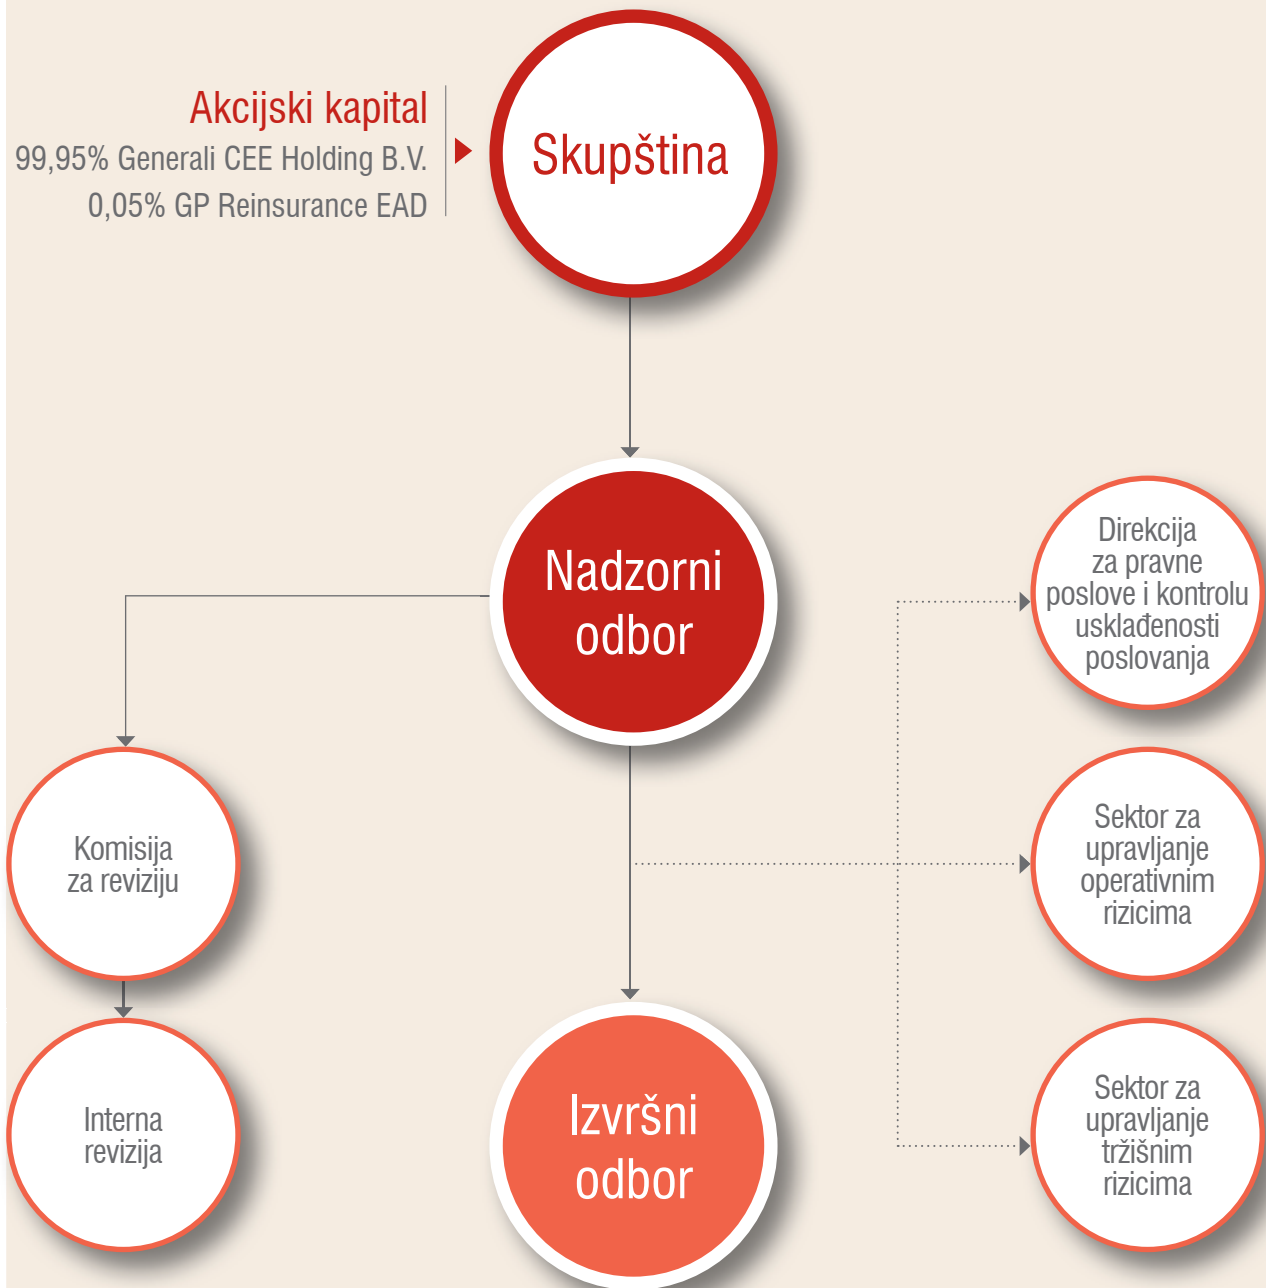 Akcijski kapital
99,95% Generali CEE Holding B.V.
0,05% GP Reinsurance EAD
Skupština
Nadzorni
odbor
Direkcija
za pravne
poslove i kontrolu
usklađenosti
poslovanja
Komisija
za reviziju
Sektor za
upravljanje
operativnim
rizicima
Interna
revizija
Izvršni
odbor
Sektor za
upravljanje
tržišnim
rizicima